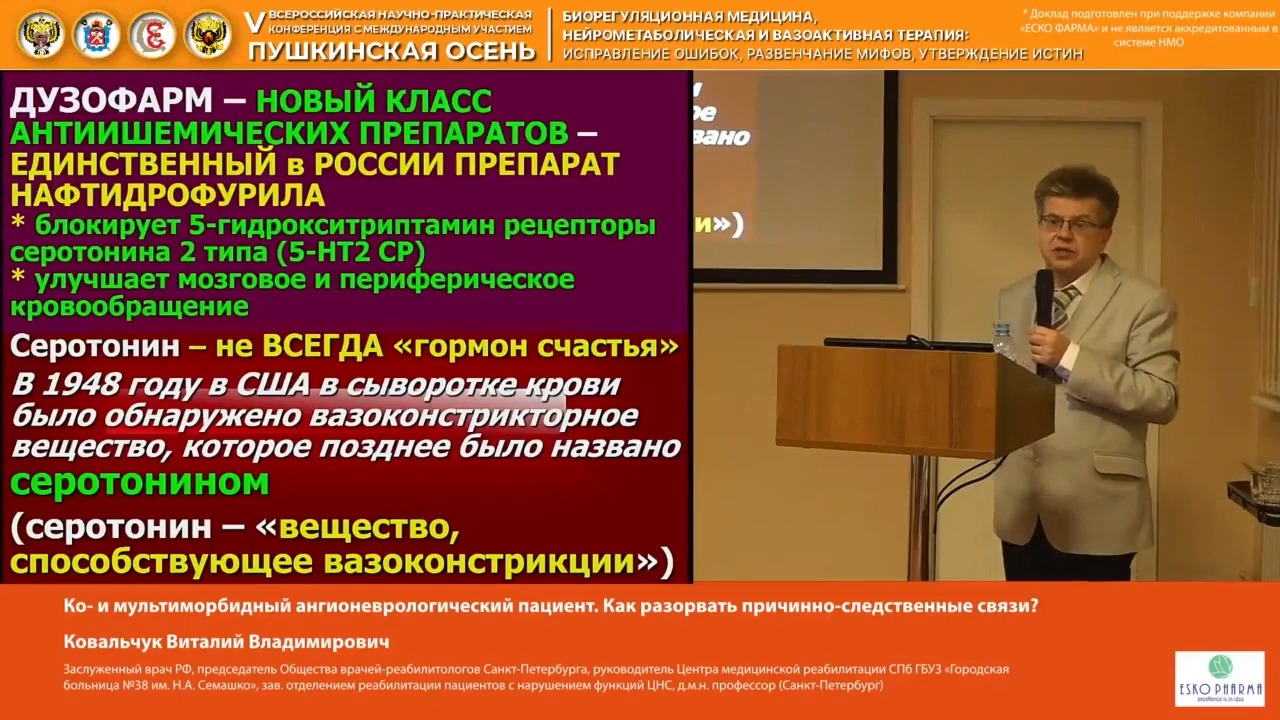 V ВСЕРОССИЙСКАЯ НАУЧНО-ПРАКТИЧЕСКАЯ
КОНФЕРЕНЦИЯ С МЕЖДУНАРОДНЫМ УЧАСТИЕМ
ПУШКИНСКАЯ ОСЕНЬ
БИОРЕГУЛЯЦИОННАЯ МЕДИЦИНА,
НЕЙРОМЕТАБОЛИЧЕСКАЯ И ВАЗОАКТИВНАЯ ТЕРАПИЯ:
ИСПРАВЛЕНИЕ ОШИБОК, РАЗВЕНЧАНИЕ МИФОВ, УТВЕРЖДЕНИЕ ИСТИН
* Доклад подготовлен при поддержке компании
«ЕСКО ФАРМА» и не является аккредитованным в
системе НМО
ДУЗОФАРМ – НОВЫЙ КЛАСС
АНТИИШЕМИЧЕСКИХ ПРЕПАРАТОВ –
ЕДИНСТВЕННЫЙ в РОССИИ ПРЕПАРАТ
НАФТИДРОФУРИЛА
* блокирует 5-гидрокситриптамин рецепторы
серотонина 2 типа (5-НТ2 СР)
* улучшает мозговое и периферическое
кровообращение
Серотонин – не ВСЕГДА «гормон счастья»
В 1948 году в США в сыворотке крови
было обнаружено вазоконстрикторное
вещество, которое позднее было названо
серотонином
(серотонин – «вещество,
способствующее вазоконстрикции»)
вано
и»)
Ко- и мультиморбидный ангионеврологический пациент. Как разорвать причинно-следственные связи?
Ковальчук Виталий Владимирович
Заслуженный врач РФ, председатель Общества врачей-реабилитологов Санкт-Петербурга, руководитель Центра медицинской реабилитации СПб ГБУЗ «Городская
больница №38 им. Н.А. Семашко», зав. отделением реабилитации пациентов с нарушением функций ЦНС, д.м.н. профессор (Санкт-Петербург)
ESKO PHARMA
excellence is in idea